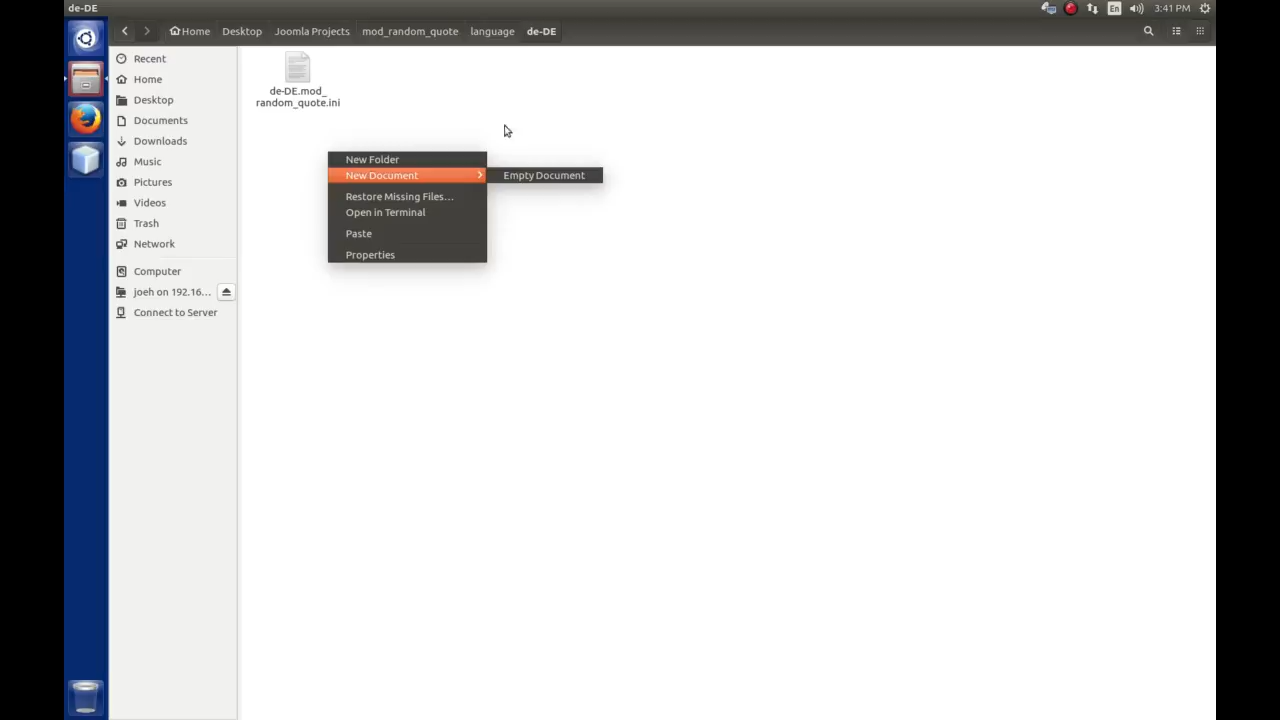 de-DE
En
3:41 PM
Home
Desktop
Joomla Projects
mod_random_quote
language
de-DE
Recent
Home
Desktop
Documents
Downloads
Music
Pictures
Videos
Trash
Network
Computer
joeh on 192.16...
Connect to Server
de-DE.mod_
random_quote.ini
New Folder
New Document
Empty Document
Restore Missing Files...
Open in Terminal
Paste
Properties